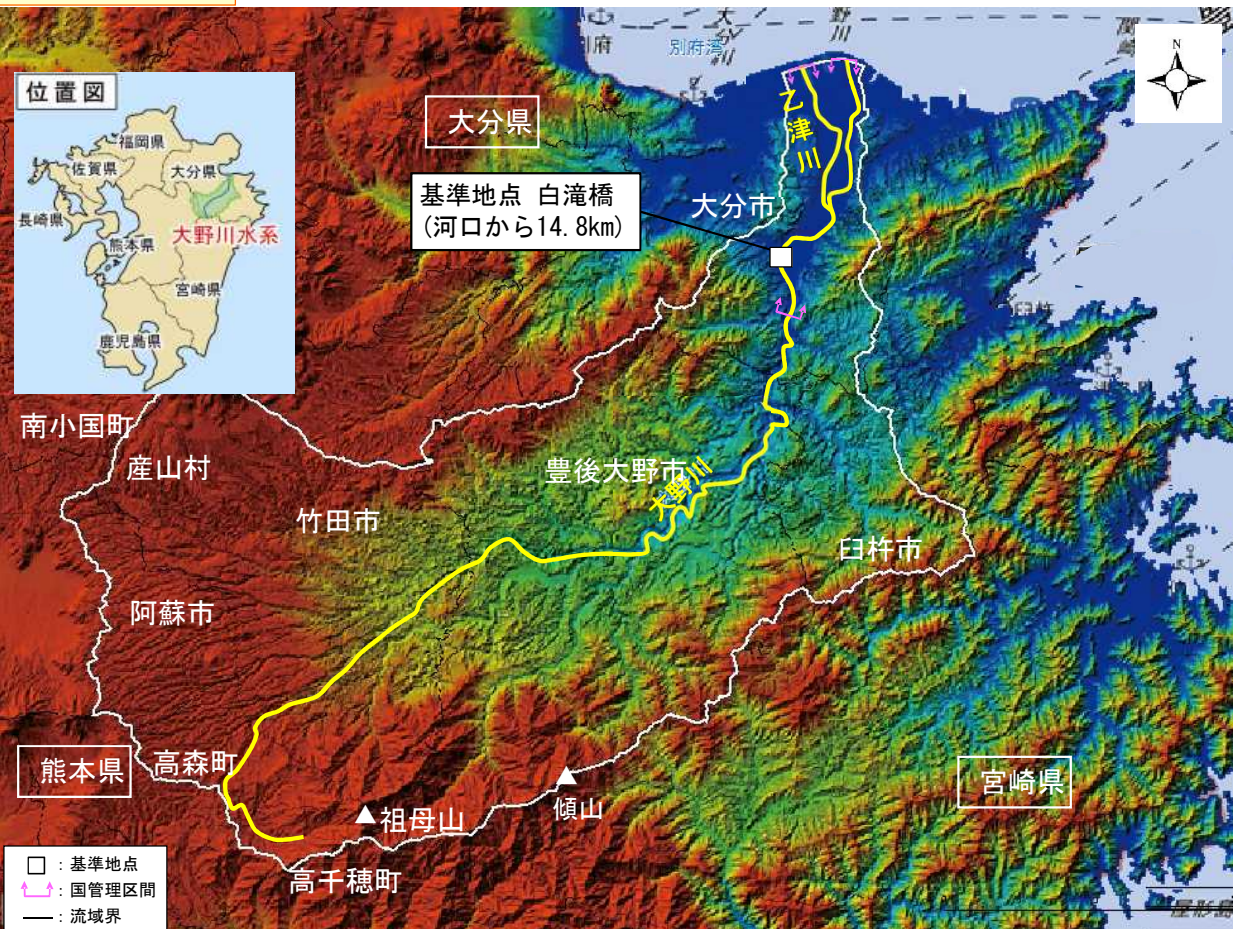 位置図
福岡県
佐賀県
大分県
長崎県
大野川水系
熊本県
宮崎県
鹿児島県
別府湾
N
大分県
乙津川
基準地点 白滝橋
(河口から14.8km)
大分市
南小国町
産山村
豊後大野市
大野川
竹田市
臼杵市
阿蘇市
熊本県
高森町
祖母山
傾山
宮崎県
高千穂町
□ : 基準地点
: 国管理区間
: 流域界